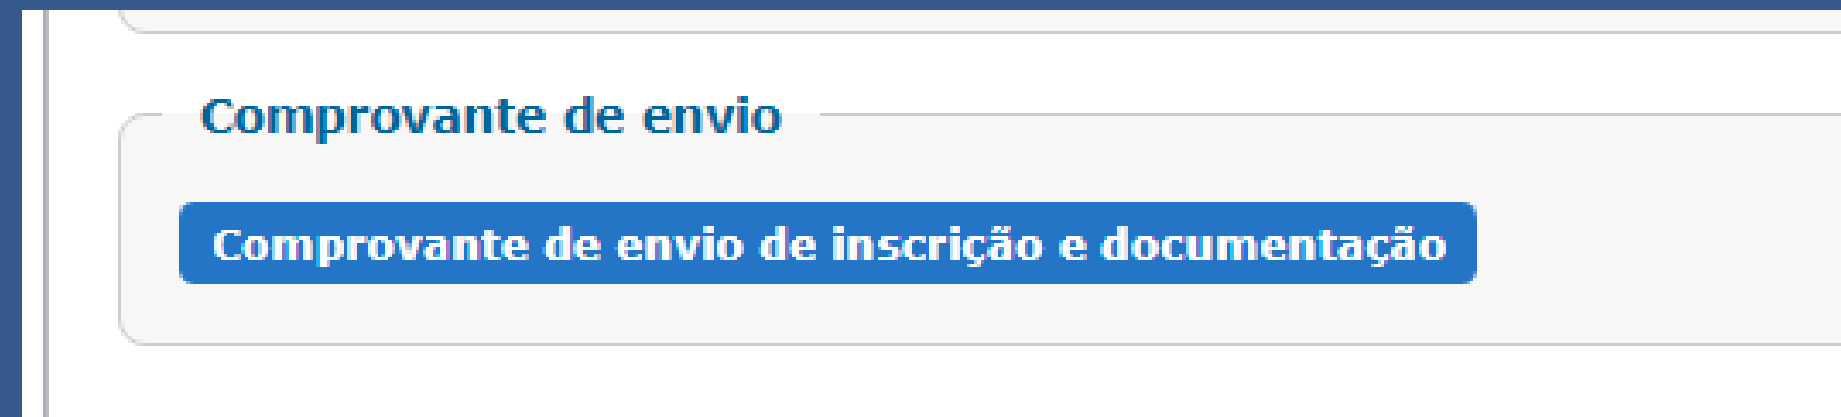 Comprovante de envio
Comprovante de envio de inscrição e documentação